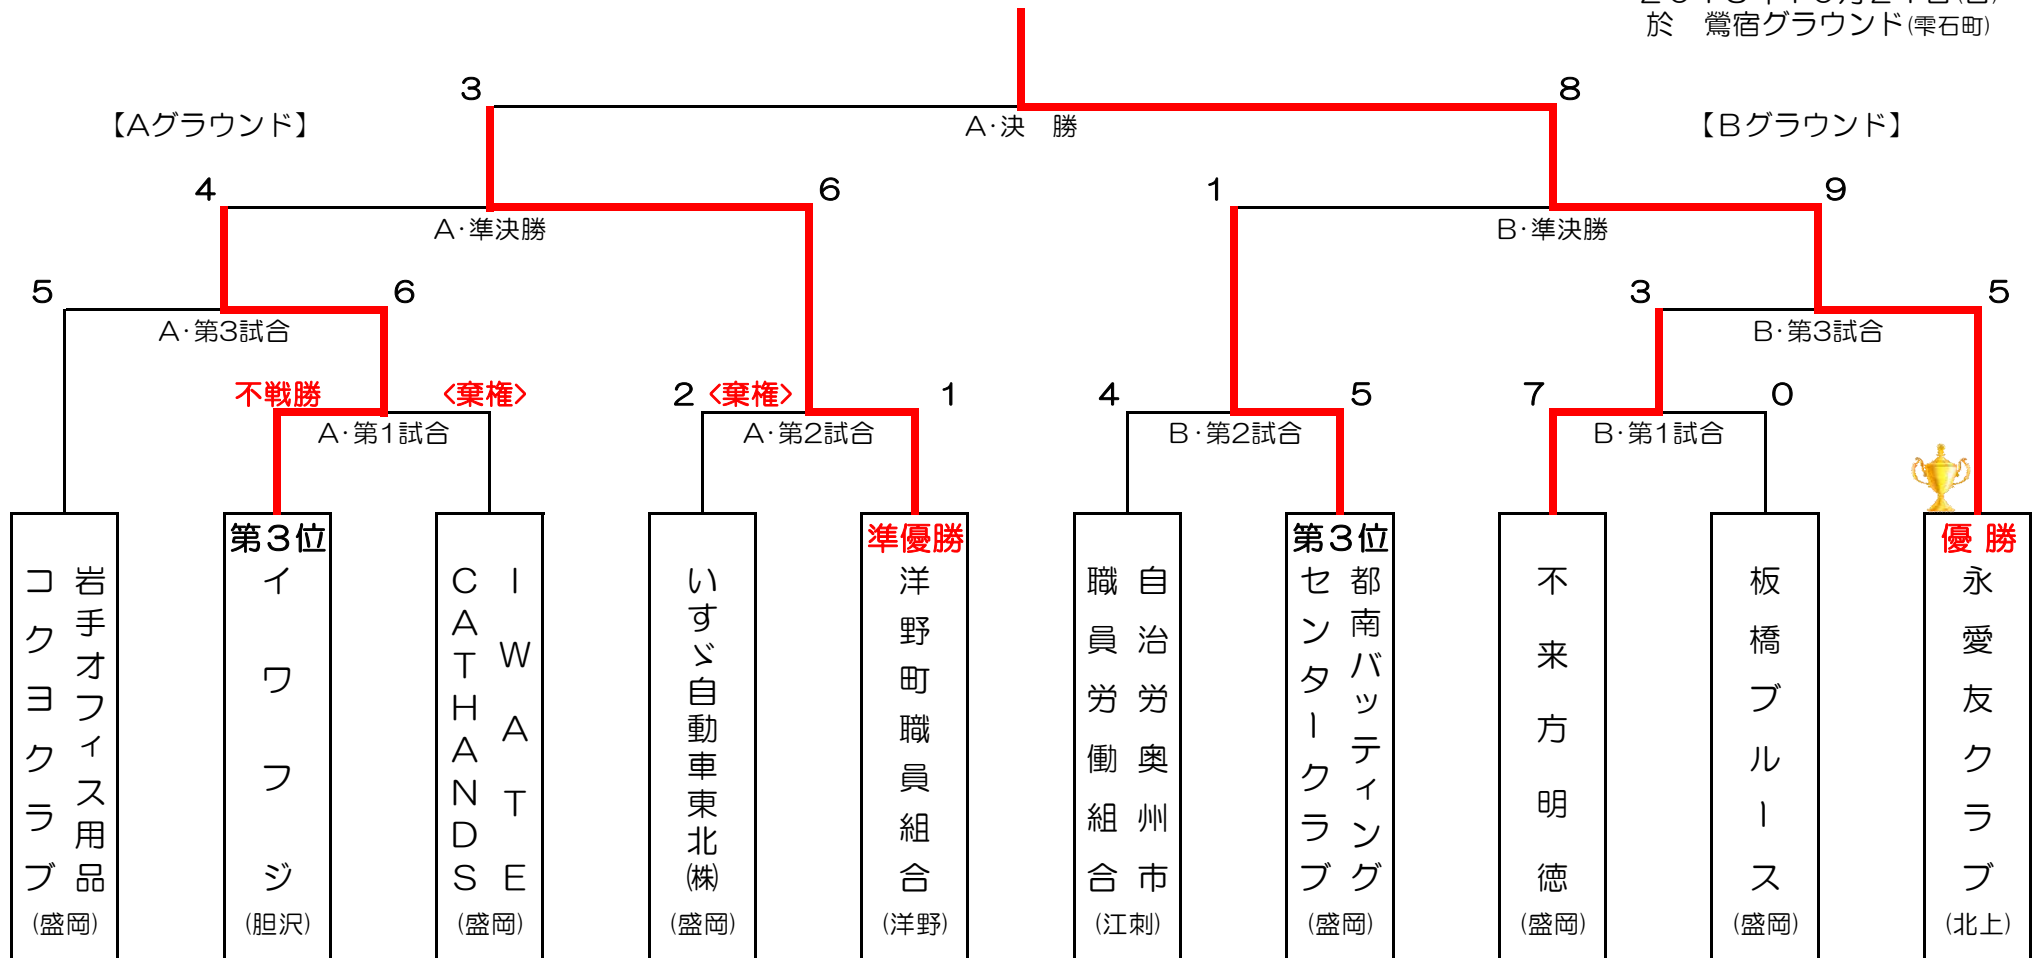 於　鶯宿グラウンド(雫石町)
3
8
【Aグラウンド】
A・決　勝
【Bグラウンド】
4
6
1
9
A・準決勝
B・準決勝
5
6
3
5
A・第3試合
B・第3試合
不戦勝
<棄権>
2
<棄権>
1
4
5
7
0
A・第1試合
A・第2試合
B・第2試合
B・第1試合
岩手オフィス用品
コクヨクラブ
(盛岡)
第3位
イワフジ
(胆沢)
IWATE
CATHANDS
(盛岡)
いすゞ自動車東北㈱
(盛岡)
準優勝
洋野町職員組合
(洋野)
自治労奥州市
職員労働組合
(江刺)
第3位
都南バッティング
センタークラブ
(盛岡)
不来方明徳
(盛岡)
板橋ブルース
(盛岡)
優勝
永愛友クラブ
(北上)